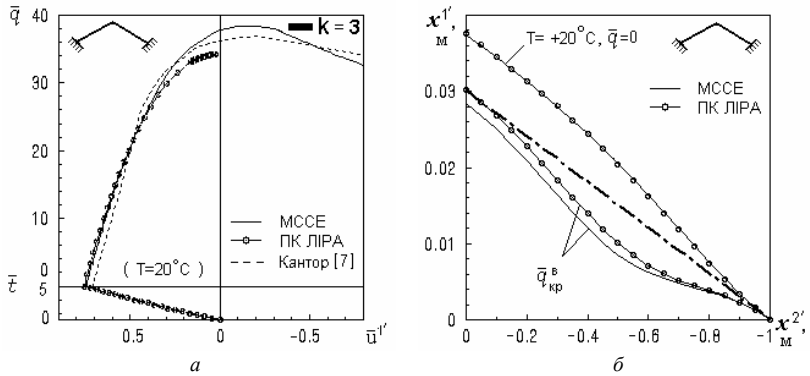 q̄
k = 3
40
30
20
10
0
t̄
5
0
МССЕ
ПК ЛІРА
Кантор [7]
( T=20°C )
0.5
0
-0.5
ū¹′
а
x¹′,
м
T= +20°C, q̄=0
0.03
0.02
0.01
0
МССЕ
ПК ЛІРА
q̄ᵏʳ в
0
-0.2
-0.4
-0.6
-0.8
-1
x²′,
м
б